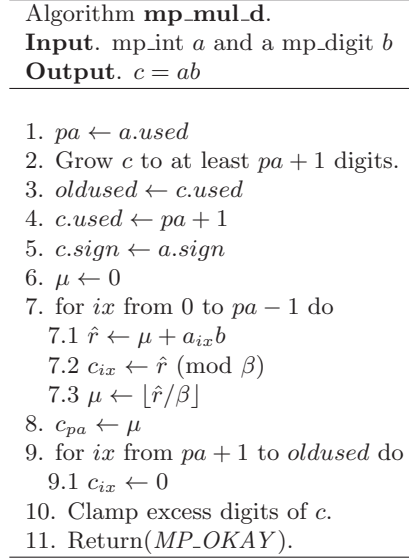 Algorithm mp_mul_d.
Input. mp_int a and a mp_digit b
Output. c = ab
1. pa ← a.used
2. Grow c to at least pa + 1 digits.
3. oldused ← c.used
4. c.used ← pa + 1
5. c.sign ← a.sign
6. μ ← 0
7. for ix from 0 to pa − 1 do
7.1 r̂ ← μ + a_{ix}b
7.2 c_{ix} ← r̂ (mod β)
7.3 μ ← ⌊r̂/β⌋
8. c_{pa} ← μ
9. for ix from pa + 1 to oldused do
9.1 c_{ix} ← 0
10. Clamp excess digits of c.
11. Return(MP_OKAY).